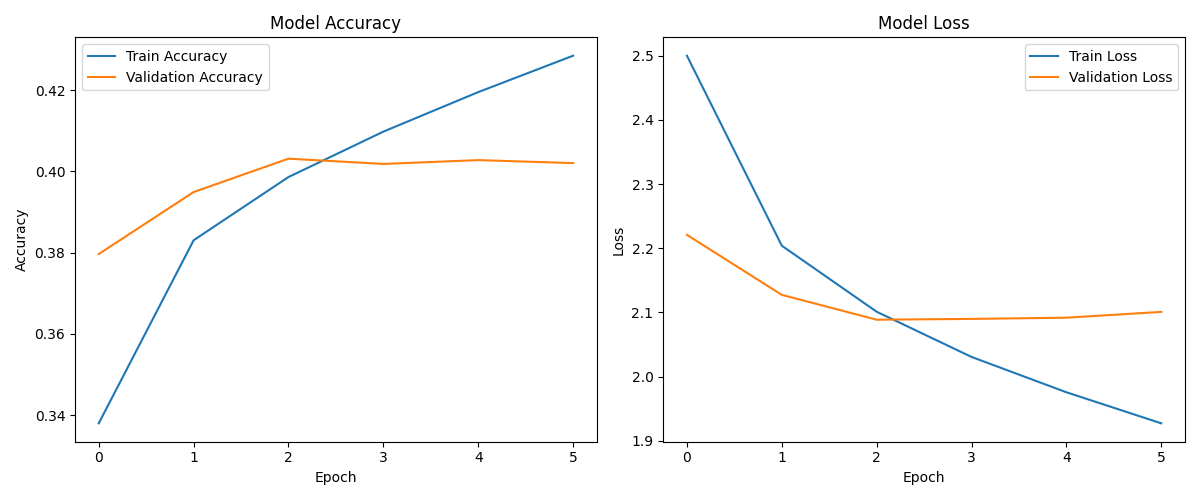 Model Accuracy
Train Accuracy
Validation Accuracy
Accuracy
0.42
0.40
0.38
0.36
0.34
0 1 2 3 4 5
Epoch
Model Loss
Train Loss
Validation Loss
Loss
2.5
2.4
2.3
2.2
2.1
2.0
1.9
0 1 2 3 4 5
Epoch